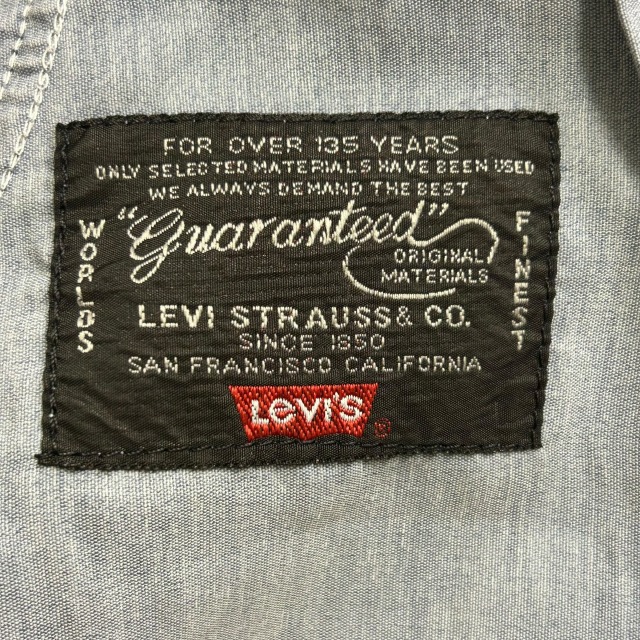 FOR OVER 135 YEARS
ONLY SELECTED MATERIALS HAVE BEEN USED
WE ALWAYS DEMAND THE BEST
WORLDS
"Guaranteed"
FINEST
ORIGINAL
MATERIALS
LEVI STRAUSS & CO.
SINCE 1850
SAN FRANCISCO CALIFORNIA
LEVI'S ®